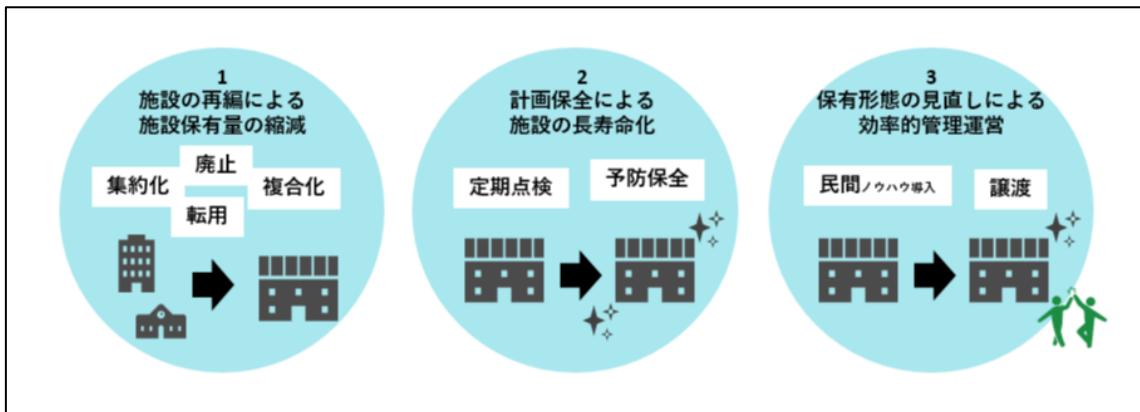 1
施設の再編による
施設保有量の縮減
廃止
集約化
複合化
転用
2
計画保全による
施設の長寿命化
定期点検
予防保全
3
保有形態の見直しによる
効率的管理運営
民間ノウハウ導入
譲渡